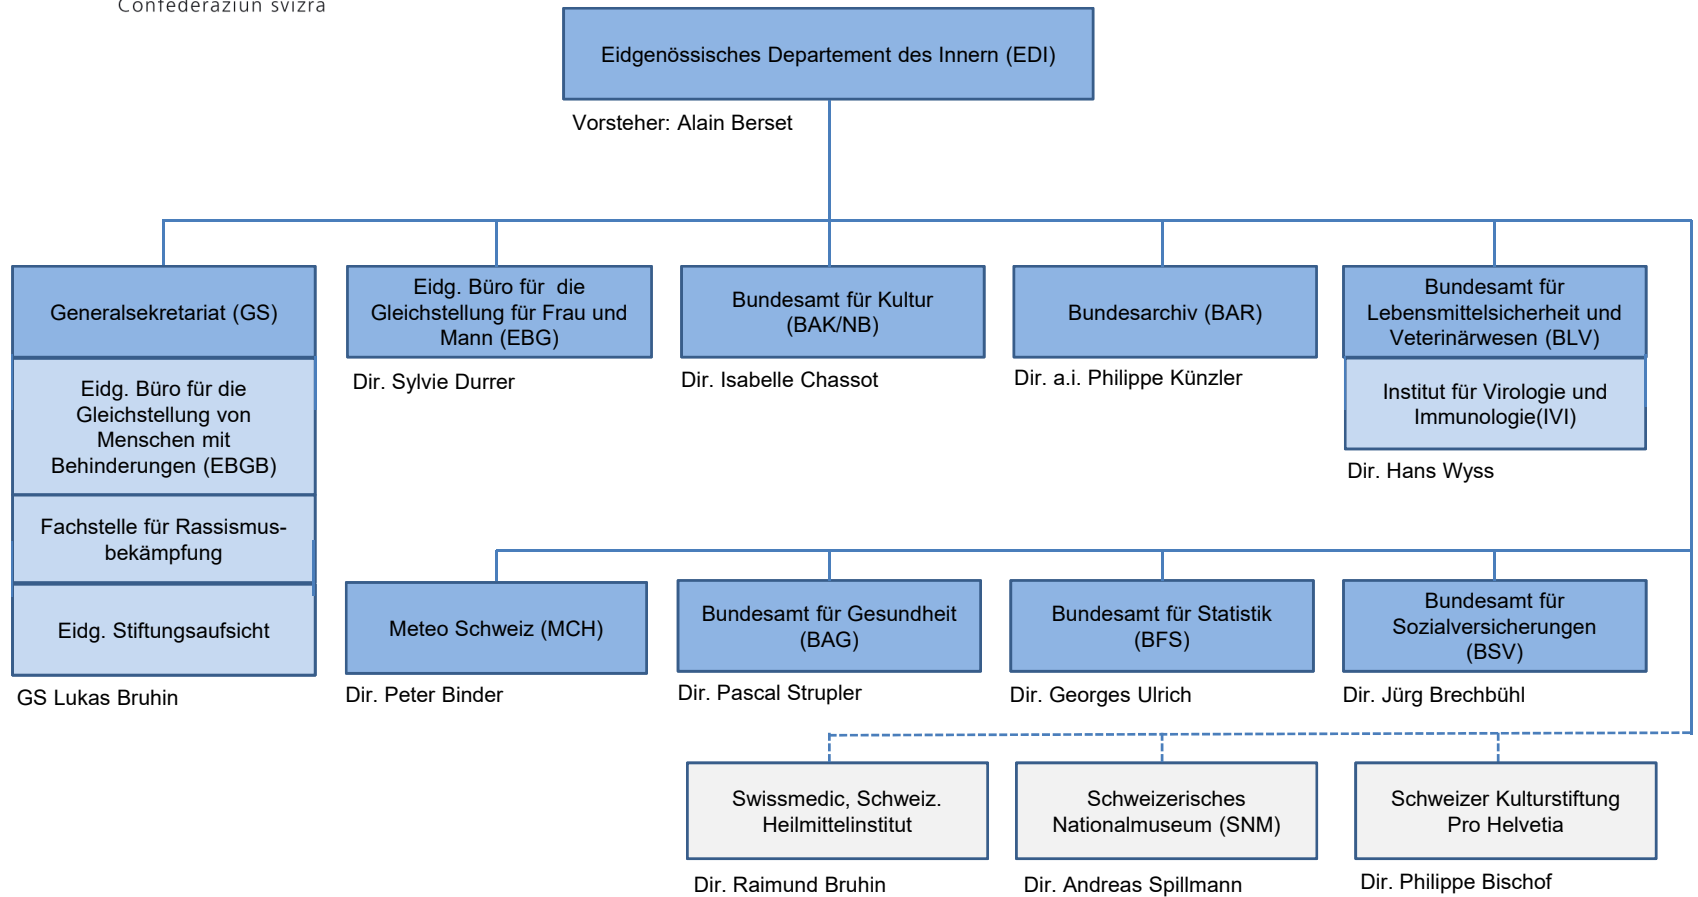 Confederaziun svizra
Eidgenössisches Departement des Innern (EDI)
Vorsteher: Alain Berset
Generalsekretariat (GS)
Eidg. Büro für die
Gleichstellung von
Menschen mit
Behinderungen (EBGB)
Fachstelle für Rassismus-
bekämpfung
Eidg. Stiftungsaufsicht
GS Lukas Bruhin
Eidg. Büro für  die
Gleichstellung für Frau und
Mann (EBG)
Dir. Sylvie Durrer
Bundesamt für Kultur
(BAK/NB)
Dir. Isabelle Chassot
Bundesarchiv (BAR)
Dir. a.i. Philippe Künzler
Bundesamt für
Lebensmittelsicherheit und
Veterinärwesen (BLV)
Institut für Virologie und
Immunologie(IVI)
Dir. Hans Wyss
Meteo Schweiz (MCH)
Dir. Peter Binder
Bundesamt für Gesundheit
(BAG)
Dir. Pascal Strupler
Bundesamt für Statistik
(BFS)
Dir. Georges Ulrich
Bundesamt für
Sozialversicherungen
(BSV)
Dir. Jürg Brechbühl
Swissmedic, Schweiz.
Heilmittelinstitut
Dir. Raimund Bruhin
Schweizerisches
Nationalmuseum (SNM)
Dir. Andreas Spillmann
Schweizer Kulturstiftung
Pro Helvetia
Dir. Philippe Bischof